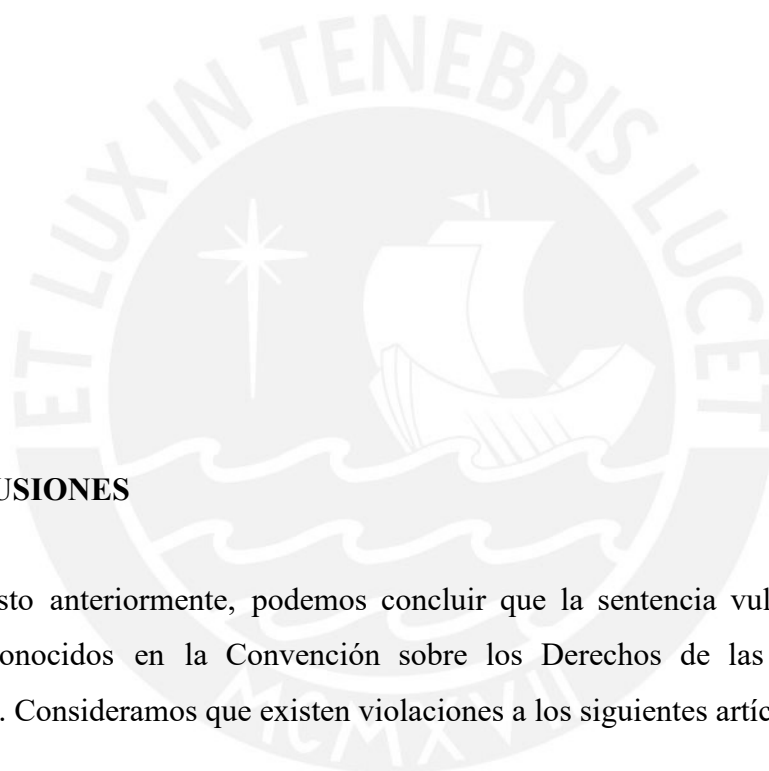 ET LUX IN TENEBRIS LUCET
USIONES
sto anteriormente, podemos concluir que la sentencia vul
onocidos en la Convención sobre los Derechos de las
. Consideramos que existen violaciones a los siguientes artíc
MCMXVII